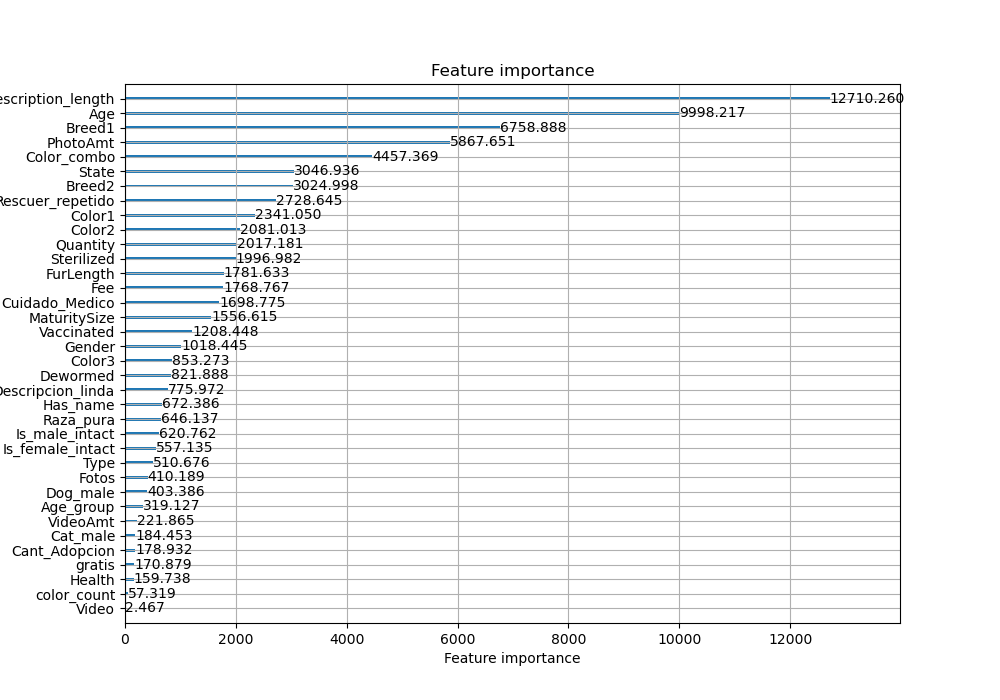 Feature importance
escription_length 12710.260
Age 9998.217
Breed1 6758.888
PhotoAmt 5867.651
Color_combo 4457.369
State 3046.936
Breed2 3024.998
Rescuer_repetido 2728.645
Color1 2341.050
Color2 2081.013
Quantity 2017.181
Sterilized 1996.982
FurLength 1781.633
Fee 1768.767
Cuidado_Medico 1698.775
MaturitySize 1556.615
Vaccinated 1208.448
Gender 1018.445
Color3 853.273
Dewormed 821.888
Descripcion_linda 775.972
Has_name 672.386
Raza_pura 646.137
Is_male_intact 620.762
Is_female_intact 557.135
Type 510.676
Fotos 410.189
Dog_male 403.386
Age_group 319.127
VideoAmt 221.865
Cat_male 184.453
Cant_Adopcion 178.932
gratis 170.879
Health 159.738
color_count 57.319
Video 2.467
0 2000 4000 6000 8000 10000 12000
Feature importance